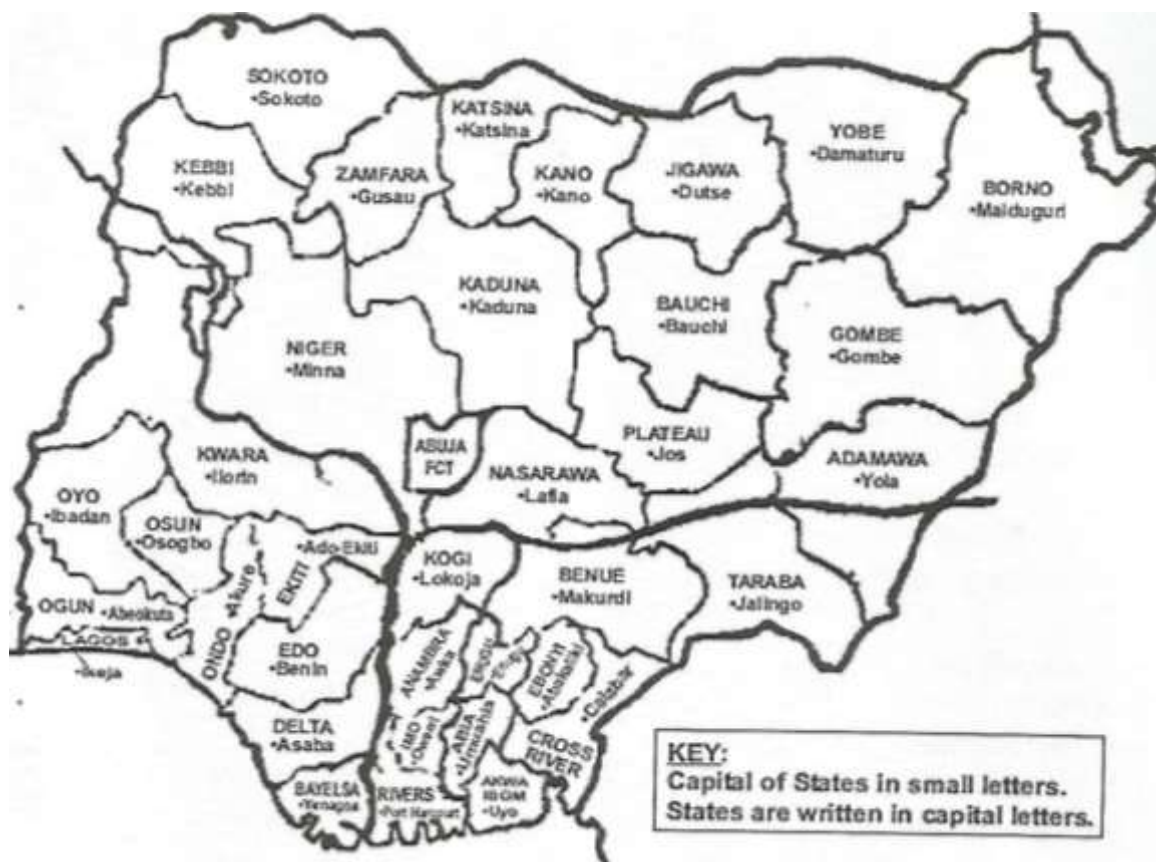 SOKOTO
•Sokoto
KATSINA
•Katsina
YOBE
•Damaturu
KEBBI
•Kebbi
ZAMFARA
•Gusau
KANO
•Kano
JIGAWA
•Dutse
BORNO
•Maiduguri
KADUNA
•Kaduna
BAUCHI
•Bauchi
GOMBE
•Gombe
NIGER
•Minna
ABUJA
FCT
PLATEAU
•Jos
KWARA
•Ilorin
NASARAWA
•Lafia
ADAMAWA
•Yola
OYO
•Ibadan
OSUN
•Osogbo
•Ado-Ekiti
EKITI
•Akure
ONDO
KOGI
•Lokoja
BENUE
•Makurdi
TARABA
•Jalingo
OGUN
•Abeokuta
LAGOS
•Ikeja
EDO
•Benin
ANAMBRA
•Awka
ENUGU
EBONYI
•Abakaliki
•Calabar
CROSS
RIVER
DELTA
•Asaba
IMO
•Owerri
ABIA
•Umuahia
BAYELSA
•Yenagoa
RIVERS
•Port Harcourt
AKWA
IBOM
•Uyo
KEY:
Capital of States in small letters.
States are written in capital letters.